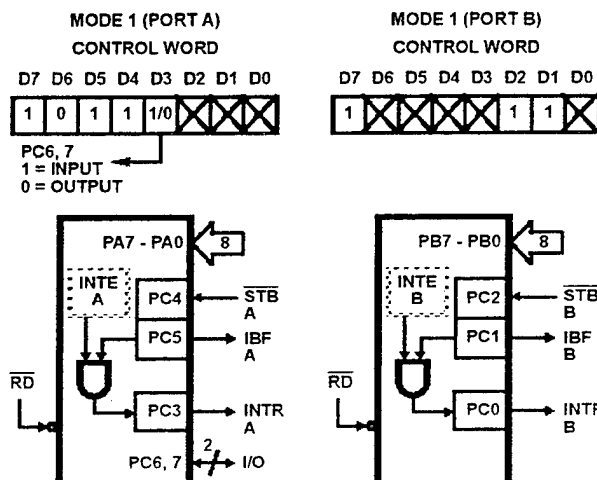 MODE 1 (PORT A)
CONTROL WORD
D7 D6 D5 D4 D3 D2 D1 D0
1 0 1 1 1/0
PC6, 7
1 = INPUT
0 = OUTPUT
PA7 - PA0
8
INTE
A
PC4
STB
A
PC5
IBF
A
RD
PC3
INTR
A
PC6, 7
2
I/O
MODE 1 (PORT B)
CONTROL WORD
D7 D6 D5 D4 D3 D2 D1 D0
1 1 1
PB7 - PB0
8
INTE
B
PC2
STB
B
PC1
IBF
B
RD
PC0
INTR
B